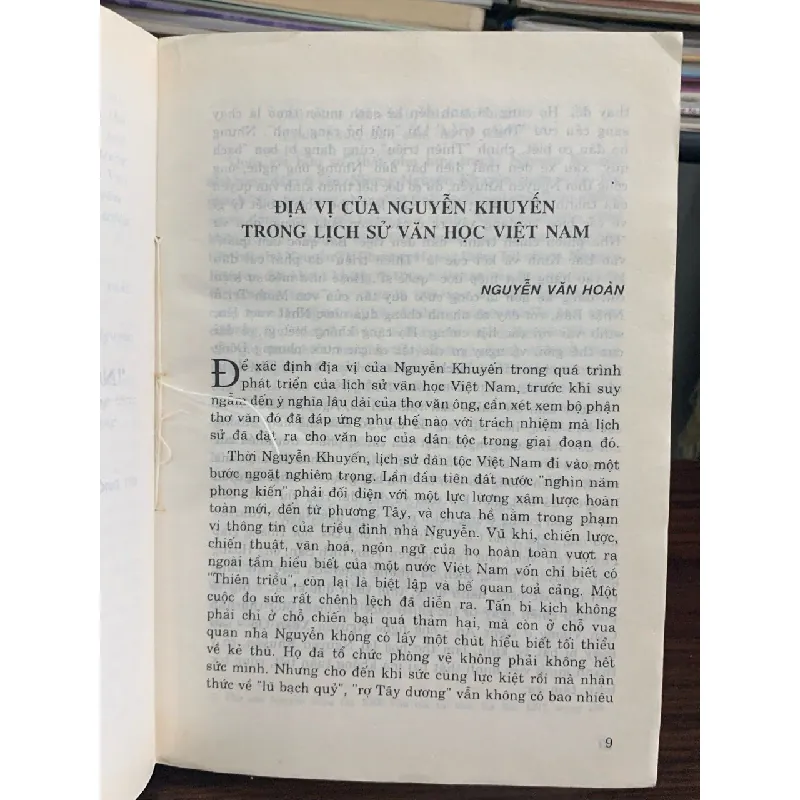 ĐỊA VỊ CỦA NGUYỄN KHUYẾN
TRONG LỊCH SỬ VĂN HỌC VIỆT NAM
NGUYỄN VĂN HOÀN
Để xác định địa vị của Nguyễn Khuyến trong quá trình
phát triển của lịch sử văn học Việt Nam, trước khi suy
ngẫm đến ý nghĩa lâu dài của thơ văn ông, cần xét xem bộ phận
thơ văn đó đã đáp ứng như thế nào với trách nhiệm mà lịch
sử đã đặt ra cho văn học của dân tộc trong giai đoạn đó.
Thời Nguyễn Khuyến, lịch sử dân tộc Việt Nam đi vào một
bước ngoặt nghiêm trọng. Lần đầu tiên đất nước "nghìn năm
phong kiến" phải đối diện với một lực lượng xâm lược hoàn
toàn mới, đến từ phương Tây, và chưa hề nằm trong phạm
vi thông tin của triều đình nhà Nguyễn. Vũ khí, chiến lược,
chiến thuật, văn hoá, ngôn ngữ của họ hoàn toàn vượt ra
ngoài tầm hiểu biết của một nước Việt Nam vốn chỉ biết có
"Thiên triều", còn lại là biệt lập và bế quan toả cảng. Một
cuộc đọ sức rất chênh lệch đã diễn ra. Tấn bi kịch không
phải chỉ ở chỗ chiến bại quá thảm hại, mà còn ở chỗ vua
quan nhà Nguyễn không có lấy một chút hiểu biết tối thiểu
về kẻ thù. Họ đã tổ chức phòng vệ không phải không hết
sức mình. Nhưng cho đến khi sức cùng lực kiệt rồi mà nhận
thức về "lũ bạch quỷ", "rợ Tây dương" vẫn không có bao nhiêu
9